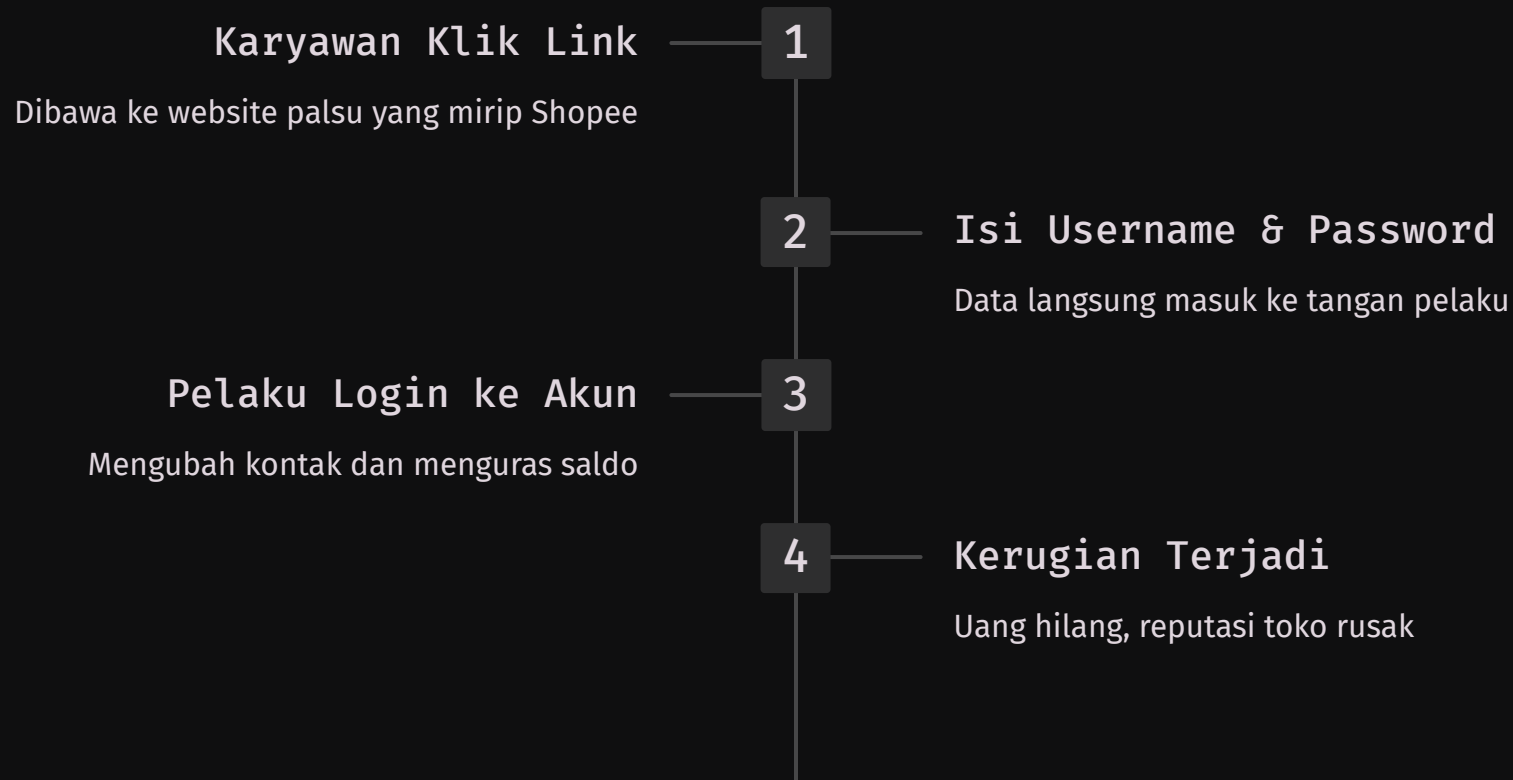 Karyawan Klik Link
1
Dibawa ke website palsu yang mirip Shopee
2
Isi Username & Password
Data langsung masuk ke tangan pelaku
Pelaku Login ke Akun
3
Mengubah kontak dan menguras saldo
4
Kerugian Terjadi
Uang hilang, reputasi toko rusak